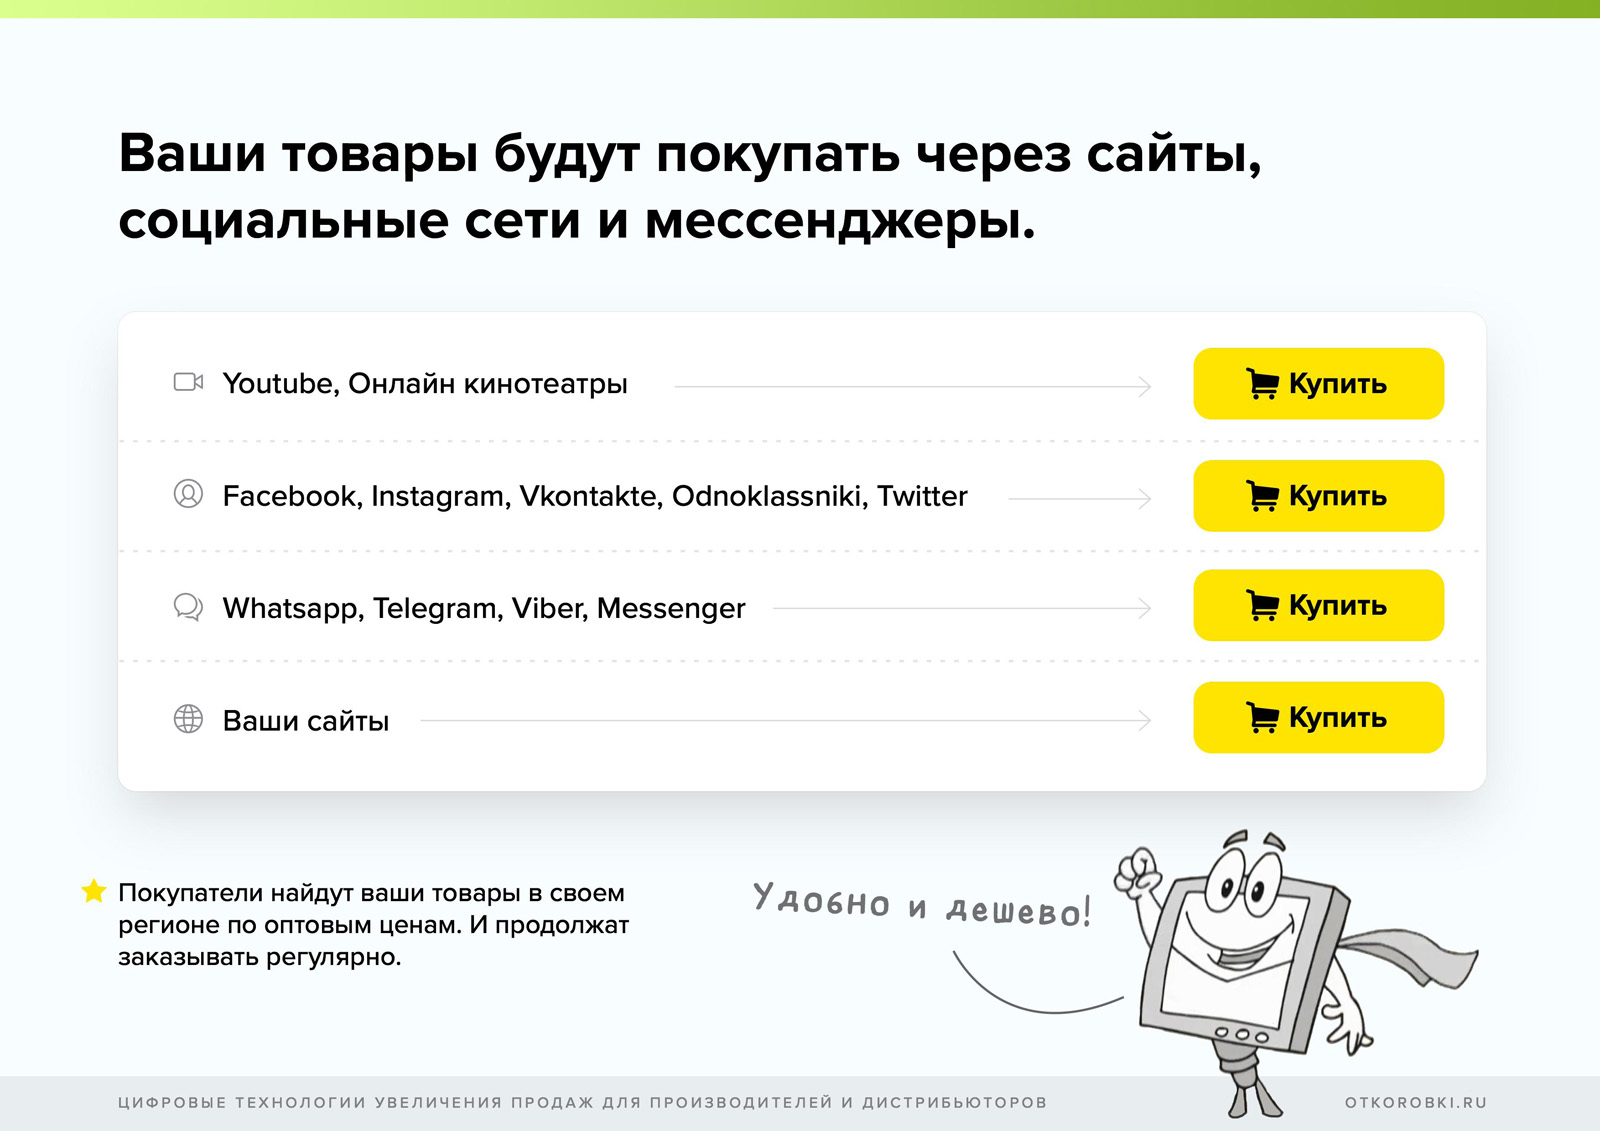 Ваши товары будут покупать через сайты,
социальные сети и мессенджеры.
Youtube, Онлайн кинотеатры
Купить
Facebook, Instagram, Vkontakte, Odnoklassniki, Twitter
Купить
Whatsapp, Telegram, Viber, Messenger
Купить
Ваши сайты
Купить
Покупатели найдут ваши товары в своем
регионе по оптовым ценам. И продолжат
заказывать регулярно.
Удобно и дешево!
ЦИФРОВЫЕ ТЕХНОЛОГИИ УВЕЛИЧЕНИЯ ПРОДАЖ ДЛЯ ПРОИЗВОДИТЕЛЕЙ И ДИСТРИБЬЮТОРОВ
OTKOROBKI.RU